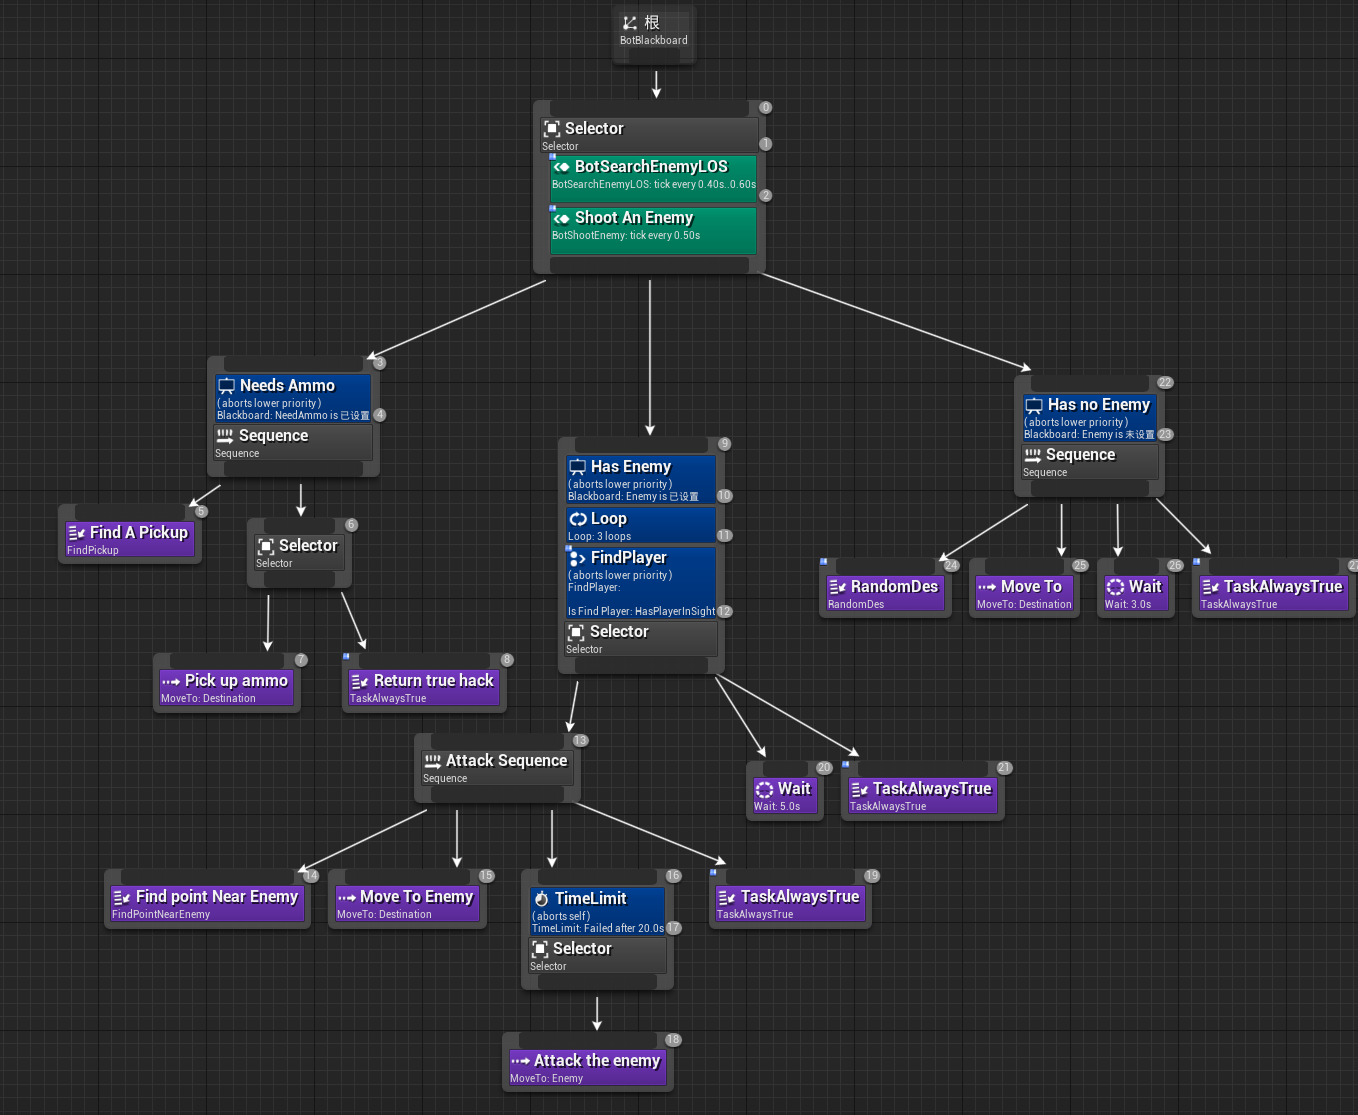 根
BotBlackboard
0
Selector
Selector
1
BotSearchEnemyLOS
BotSearchEnemyLOS: tick every 0.40s..0.60s
2
Shoot An Enemy
BotShootEnemy: tick every 0.50s
3
Needs Ammo
( aborts lower priority )
Blackboard: NeedAmmo is 已设置
4
Sequence
Sequence
5
Find A Pickup
FindPickup
6
Selector
Selector
7
Pick up ammo
MoveTo: Destination
8
Return true hack
TaskAlwaysTrue
9
Has Enemy
( aborts lower priority )
Blackboard: Enemy is 已设置
10
Loop
Loop: 3 loops
11
FindPlayer
( aborts lower priority )
FindPlayer:
Is Find Player: HasPlayerInSight
12
Selector
Selector
13
Attack Sequence
Sequence
14
Find point Near Enemy
FindPointNearEnemy
15
Move To Enemy
MoveTo: Destination
16
TimeLimit
( aborts self )
TimeLimit: Failed after 20.0s
17
Selector
Selector
18
Attack the enemy
MoveTo: Enemy
19
TaskAlwaysTrue
TaskAlwaysTrue
20
Wait
Wait: 5.0s
21
TaskAlwaysTrue
TaskAlwaysTrue
22
Has no Enemy
( aborts lower priority )
Blackboard: Enemy is 未设置
23
Sequence
Sequence
24
RandomDes
RandomDes
25
Move To
MoveTo: Destination
26
Wait
Wait: 3.0s
27
TaskAlwaysTrue
TaskAlwaysTrue